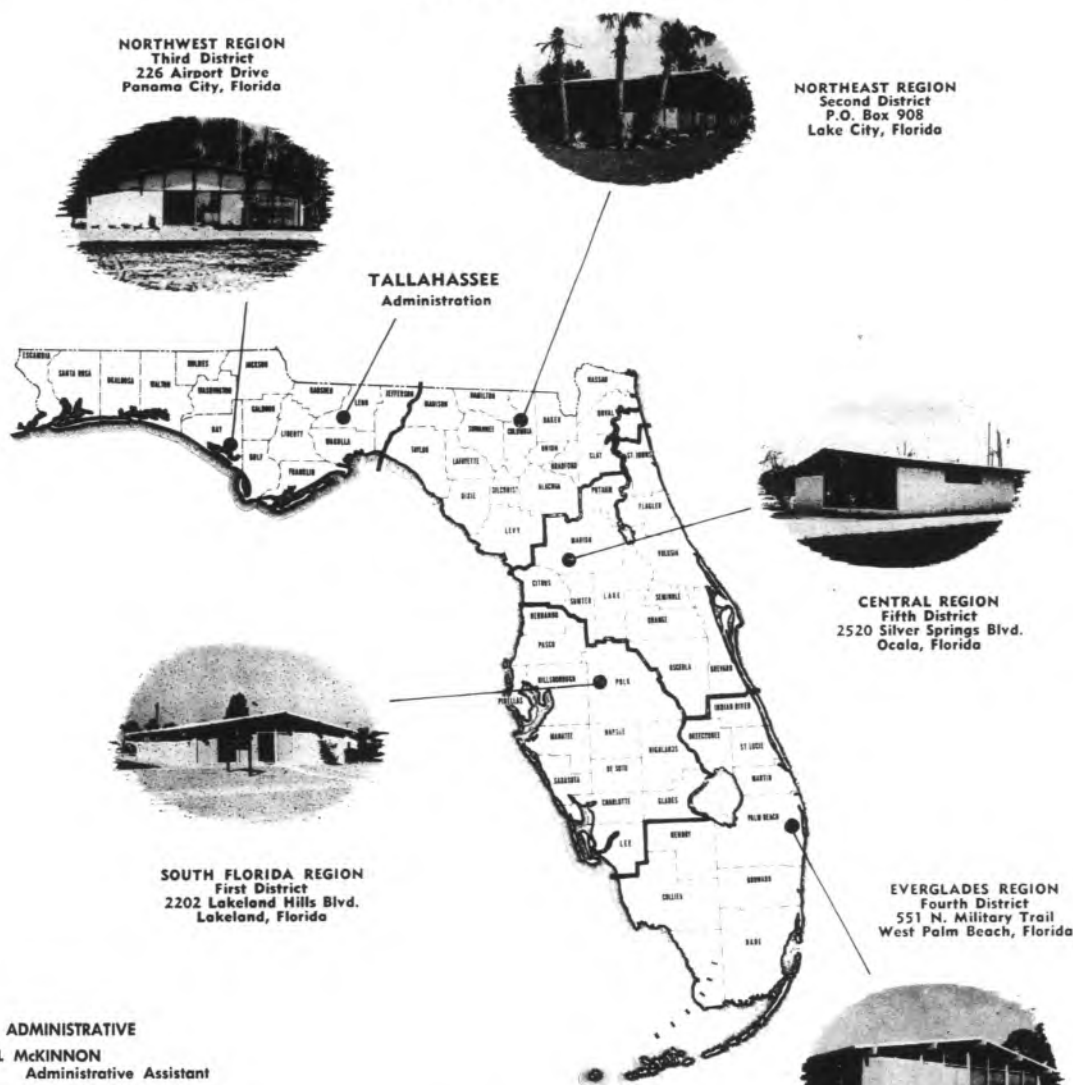 NORTHWEST REGION
Third District
226 Airport Drive
Panama City, Florida
NORTHEAST REGION
Second District
P.O. Box 908
Lake City, Florida
TALLAHASSEE
Administration
ESCAMBIA
SANTA ROSA
OKALOOSA
WALTON
HOLMES
WASHINGTON
JACKSON
BAY
CALHOUN
GULF
LIBERTY
GADSDEN
LEON
WAKULLA
FRANKLIN
JEFFERSON
MADISON
TAYLOR
HAMILTON
SUWANNEE
LAFAYETTE
DIXIE
COLUMBIA
GILCHRIST
LEVY
BAKER
UNION
BRADFORD
ALACHUA
NASSAU
DUVAL
CLAY
ST. JOHNS
PUTNAM
FLAGLER
MARION
VOLUSIA
CITRUS
SUMTER
LAKE
SEMINOLE
ORANGE
HERNANDO
PASCO
OSCEOLA
BREVARD
HILLSBOROUGH
POLK
PINELLAS
INDIAN RIVER
MANATEE
HARDEE
HIGHLANDS
OKEECHOBEE
ST. LUCIE
SARASOTA
DE SOTO
MARTIN
CHARLOTTE
GLADES
PALM BEACH
LEE
HENDRY
COLLIER
BROWARD
DADE
CENTRAL REGION
Fifth District
2520 Silver Springs Blvd.
Ocala, Florida
SOUTH FLORIDA REGION
First District
2202 Lakeland Hills Blvd.
Lakeland, Florida
EVERGLADES REGION
Fourth District
551 N. Military Trail
West Palm Beach, Florida
ADMINISTRATIVE
McKINNON
Administrative Assistant